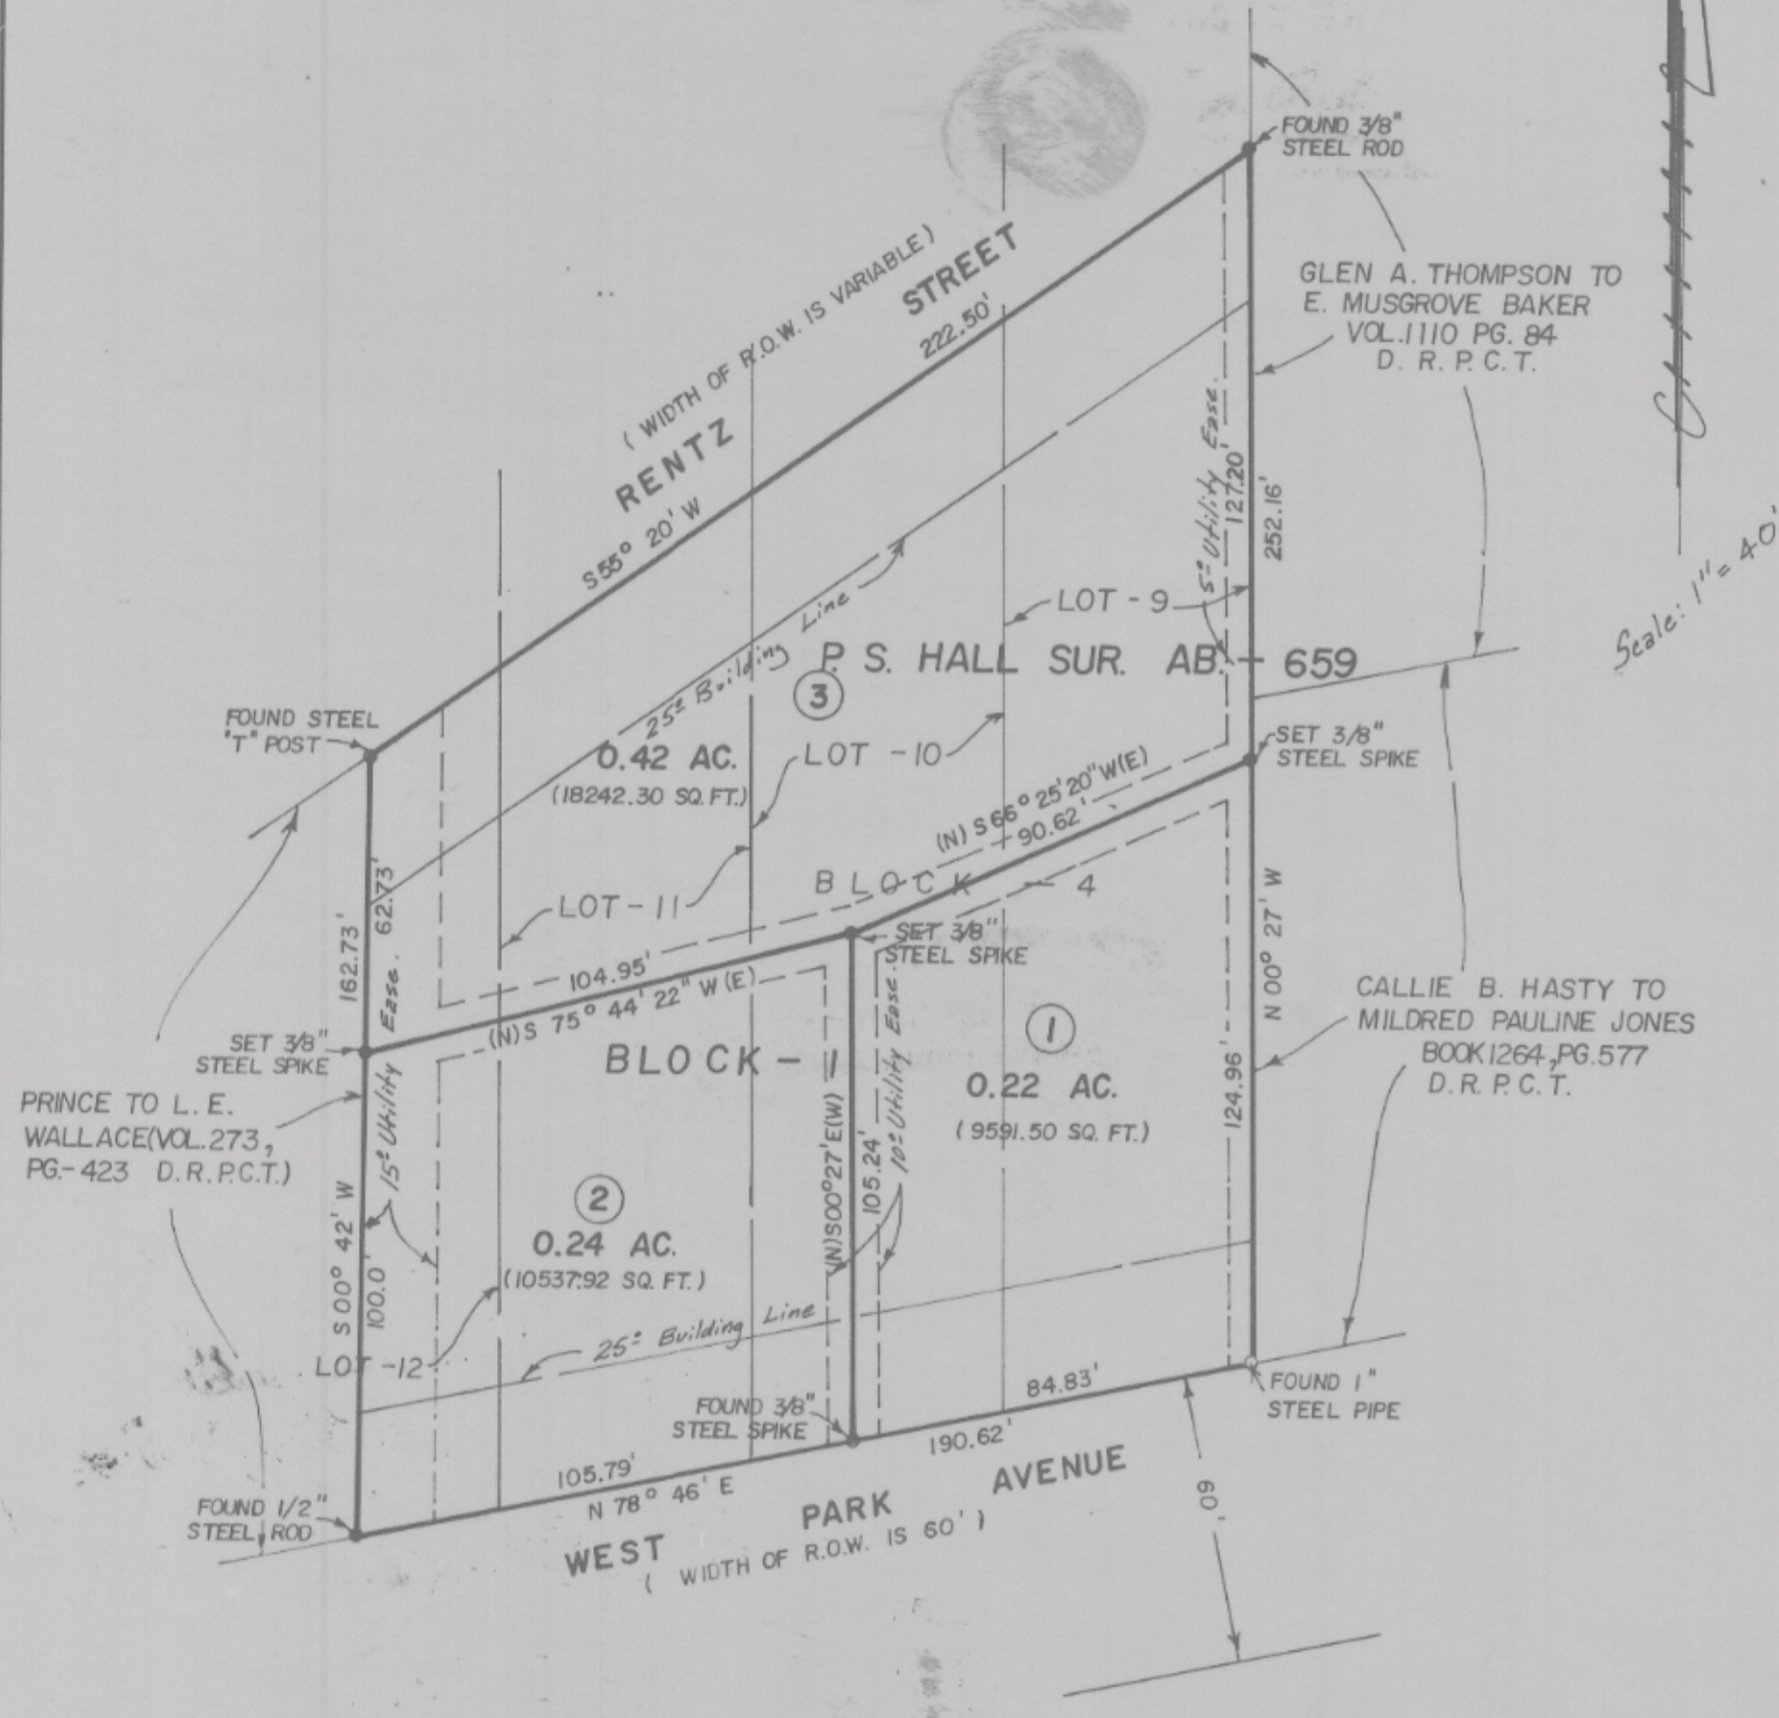 FOUND 3/8"
STEEL ROD
GLEN A. THOMPSON TO
E. MUSGROVE BAKER
VOL.1110 PG. 84
D. R. P. C. T.
( WIDTH OF R.O.W. IS VARIABLE )
RENTZ STREET
222.50'
S 55° 20' W
5' Utility Ease.
127.20'
252.16'
Scale: 1" = 40'
LOT - 9
25' Building Line
P. S. HALL SUR. AB. - 659
3
FOUND STEEL
"T" POST
0.42 AC.
(18242.30 SQ. FT.)
LOT - 10
SET 3/8"
STEEL SPIKE
(N) S 66° 25' 20" W(E)
90.62'
BLOCK - 4
LOT - 11
62.73'
162.73'
SET 3/8"
STEEL SPIKE
104.95'
(N) S 75° 44' 22" W (E)
N 00° 27' W
SET 3/8"
STEEL SPIKE
BLOCK - 1
1
0.22 AC.
( 9591.50 SQ. FT.)
124.96'
CALLIE B. HASTY TO
MILDRED PAULINE JONES
BOOK 1264, PG. 577
D. R. P. C. T.
PRINCE TO L. E.
WALLACE (VOL. 273,
PG.- 423 D. R. P.C.T.)
15' Utility Ease.
(N) S 00° 27' E(W)
105.24'
10' Utility Ease.
2
0.24 AC.
(10537.92 SQ. FT.)
S 00° 42' W
100.0'
LOT - 12
25' Building Line
FOUND 3/8"
STEEL SPIKE
84.83'
FOUND 1"
STEEL PIPE
190.62'
105.79'
N 78° 46' E
FOUND 1/2"
STEEL ROD
WEST PARK AVENUE
( WIDTH OF R.O.W. IS 60' )
60'